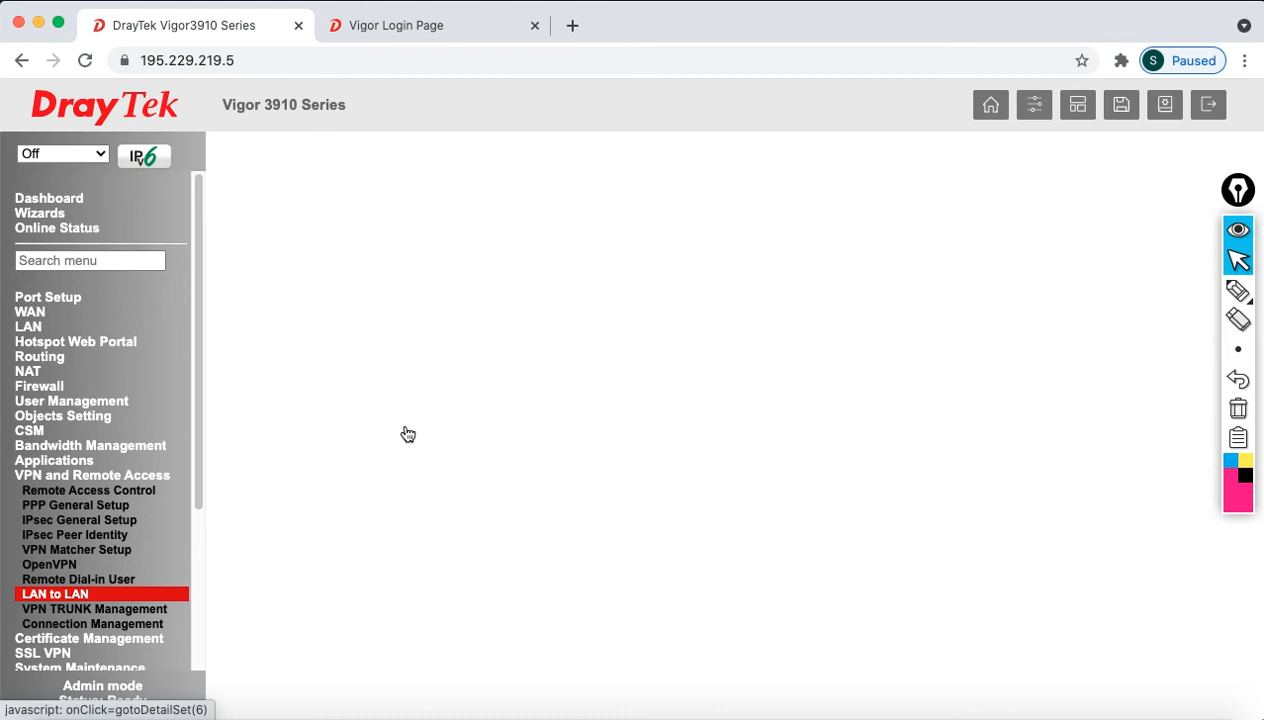 DrayTek Vigor3910 Series
Vigor Login Page
195.229.219.5
S Paused
DrayTek
Vigor 3910 Series
Off
IPv6
Dashboard
Wizards
Online Status
Search menu
Port Setup
WAN
LAN
Hotspot Web Portal
Routing
NAT
Firewall
User Management
Objects Setting
CSM
Bandwidth Management
Applications
VPN and Remote Access
Remote Access Control
PPP General Setup
IPsec General Setup
IPsec Peer Identity
VPN Matcher Setup
OpenVPN
Remote Dial-in User
LAN to LAN
VPN TRUNK Management
Connection Management
Certificate Management
SSL VPN
System Maintenance
Admin mode
Status: Ready
javascript: onClick=gotoDetailSet(6)